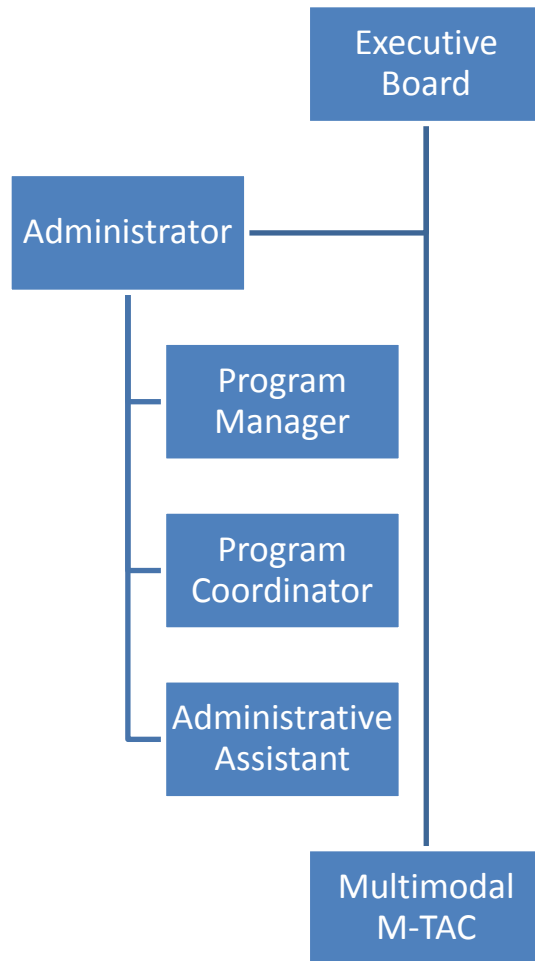 Executive
Board
Administrator
Program
Manager
Program
Coordinator
Administrative
Assistant
Multimodal
M-TAC